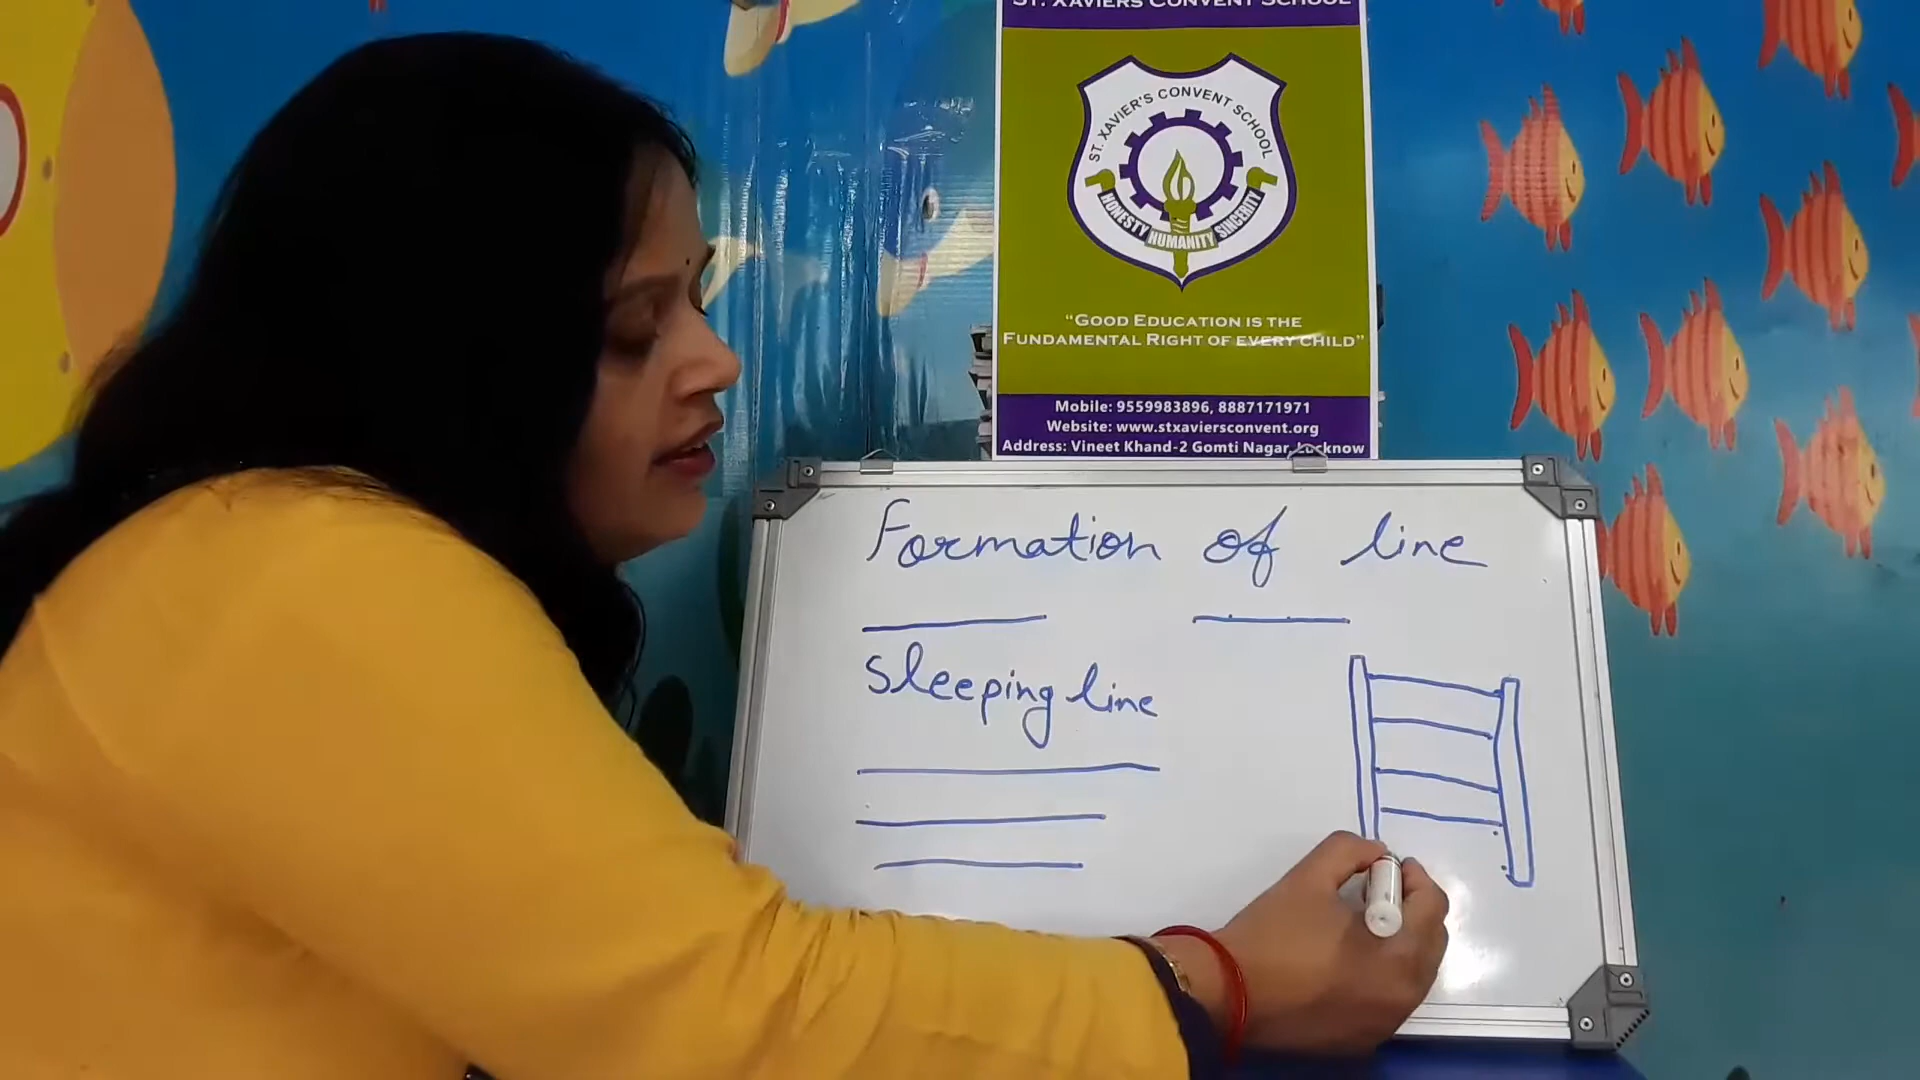 ST. XAVIERS CONVENT SCHOOL
ST. XAVIER'S CONVENT SCHOOL
HONESTY HUMANITY SINCERITY
“GOOD EDUCATION IS THE
FUNDAMENTAL RIGHT OF EVERY CHILD”
Mobile: 9559983896, 8887171971
Website: www.stxaviersconvent.org
Address: Vineet Khand-2 Gomti Nagar, Lucknow
Formation of line
Sleeping line